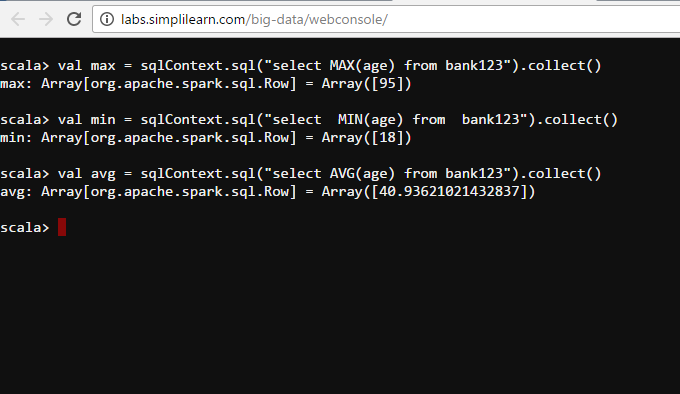 labs.simplilearn.com/big-data/webconsole/
scala> val max = sqlContext.sql("select MAX(age) from bank123").collect()
max: Array[org.apache.spark.sql.Row] = Array([95])
scala> val min = sqlContext.sql("select  MIN(age) from  bank123").collect()
min: Array[org.apache.spark.sql.Row] = Array([18])
scala> val avg = sqlContext.sql("select AVG(age) from bank123").collect()
avg: Array[org.apache.spark.sql.Row] = Array([40.93621021432837])
scala>